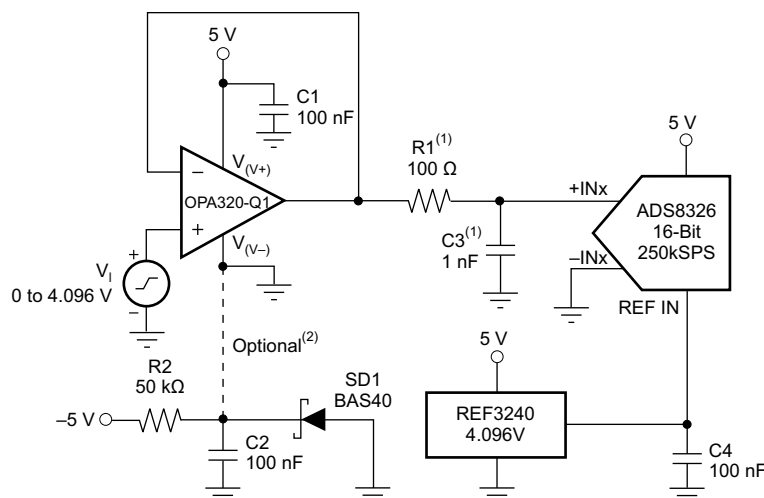 5 V
C1
100 nF
V(V+)
−
OPA320-Q1
+
V(V–)
+
VI
0 to 4.096 V
−
R1(1)
100 Ω
C3(1)
1 nF
5 V
+INx
ADS8326
16-Bit
250kSPS
–INx
REF IN
Optional(2)
R2
50 kΩ
–5 V
C2
100 nF
SD1
BAS40
5 V
REF3240
4.096V
C4
100 nF